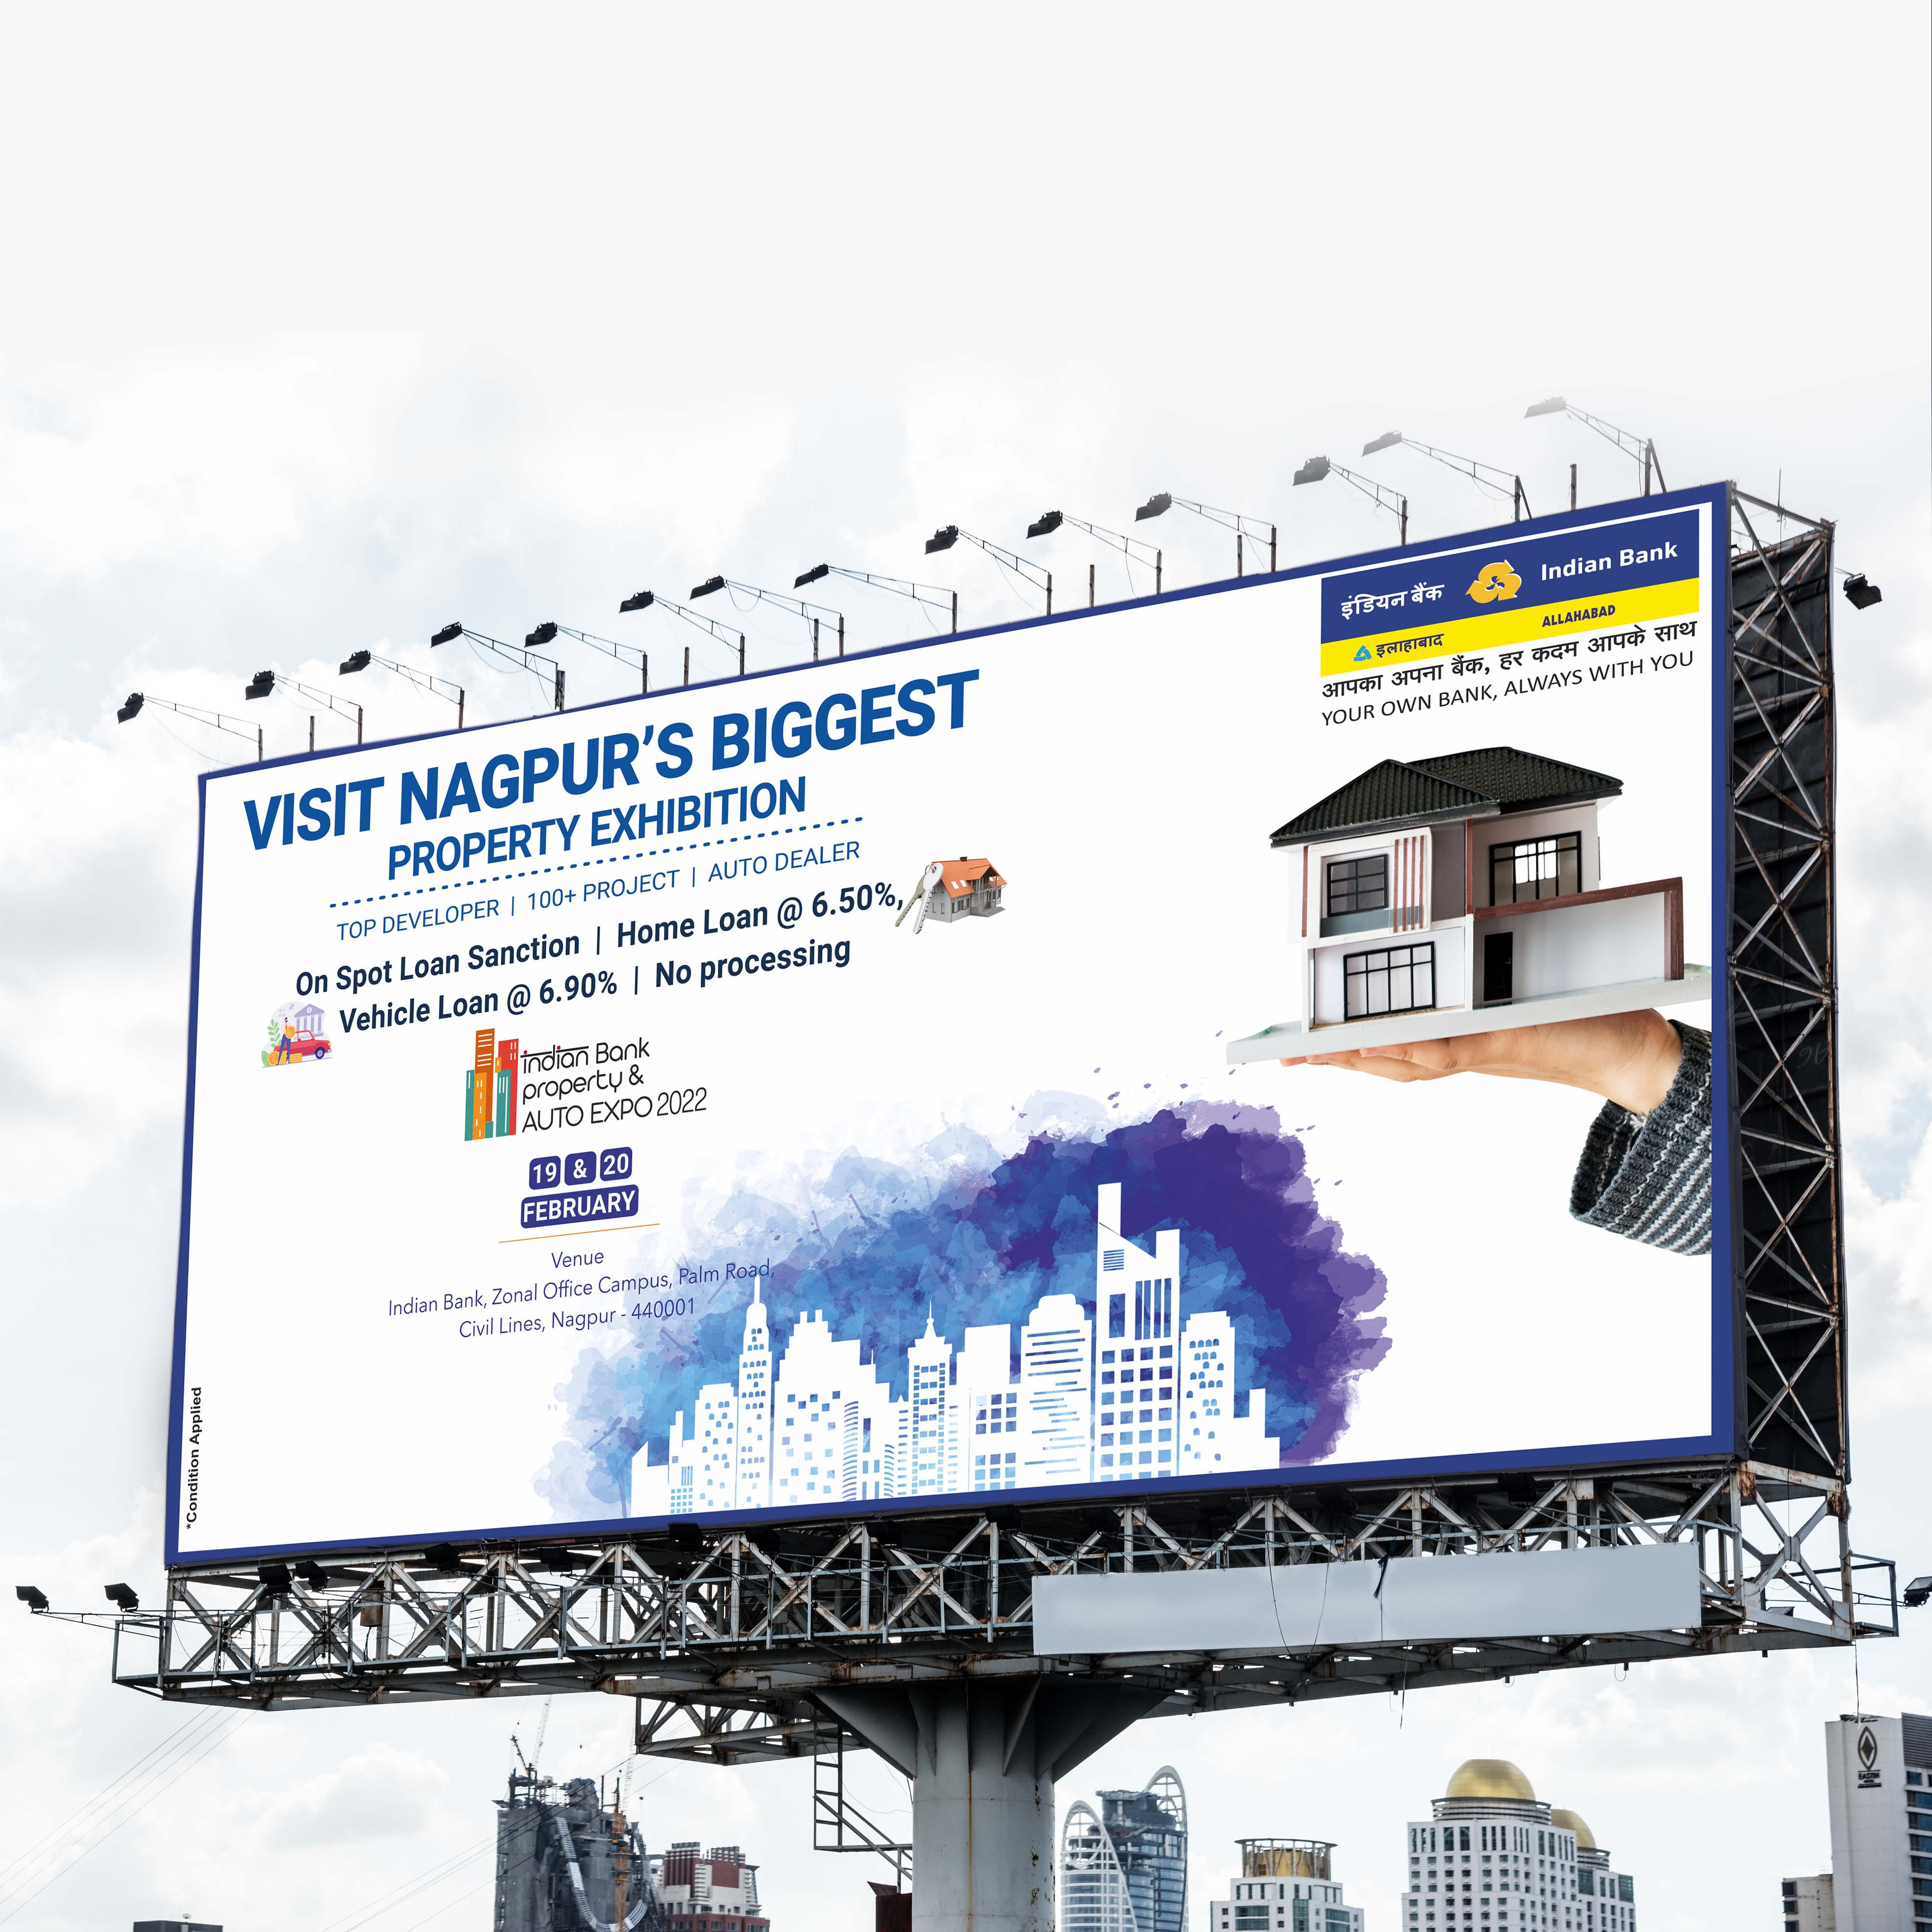 VISIT NAGPUR'S BIGGEST
PROPERTY EXHIBITION
TOP DEVELOPER | 100+ PROJECT | AUTO DEALER
On Spot Loan Sanction | Home Loan @ 6.50%,
Vehicle Loan @ 6.90% | No processing
indian Bank
property &
AUTO EXPO 2022
19 & 20
FEBRUARY
Venue
Indian Bank, Zonal Office Campus, Palm Road,
Civil Lines, Nagpur - 440001
*Condition Applied
इंडियन बैंक Indian Bank
इलाहाबाद ALLAHABAD
आपका अपना बैंक, हर कदम आपके साथ
YOUR OWN BANK, ALWAYS WITH YOU
EASTIN